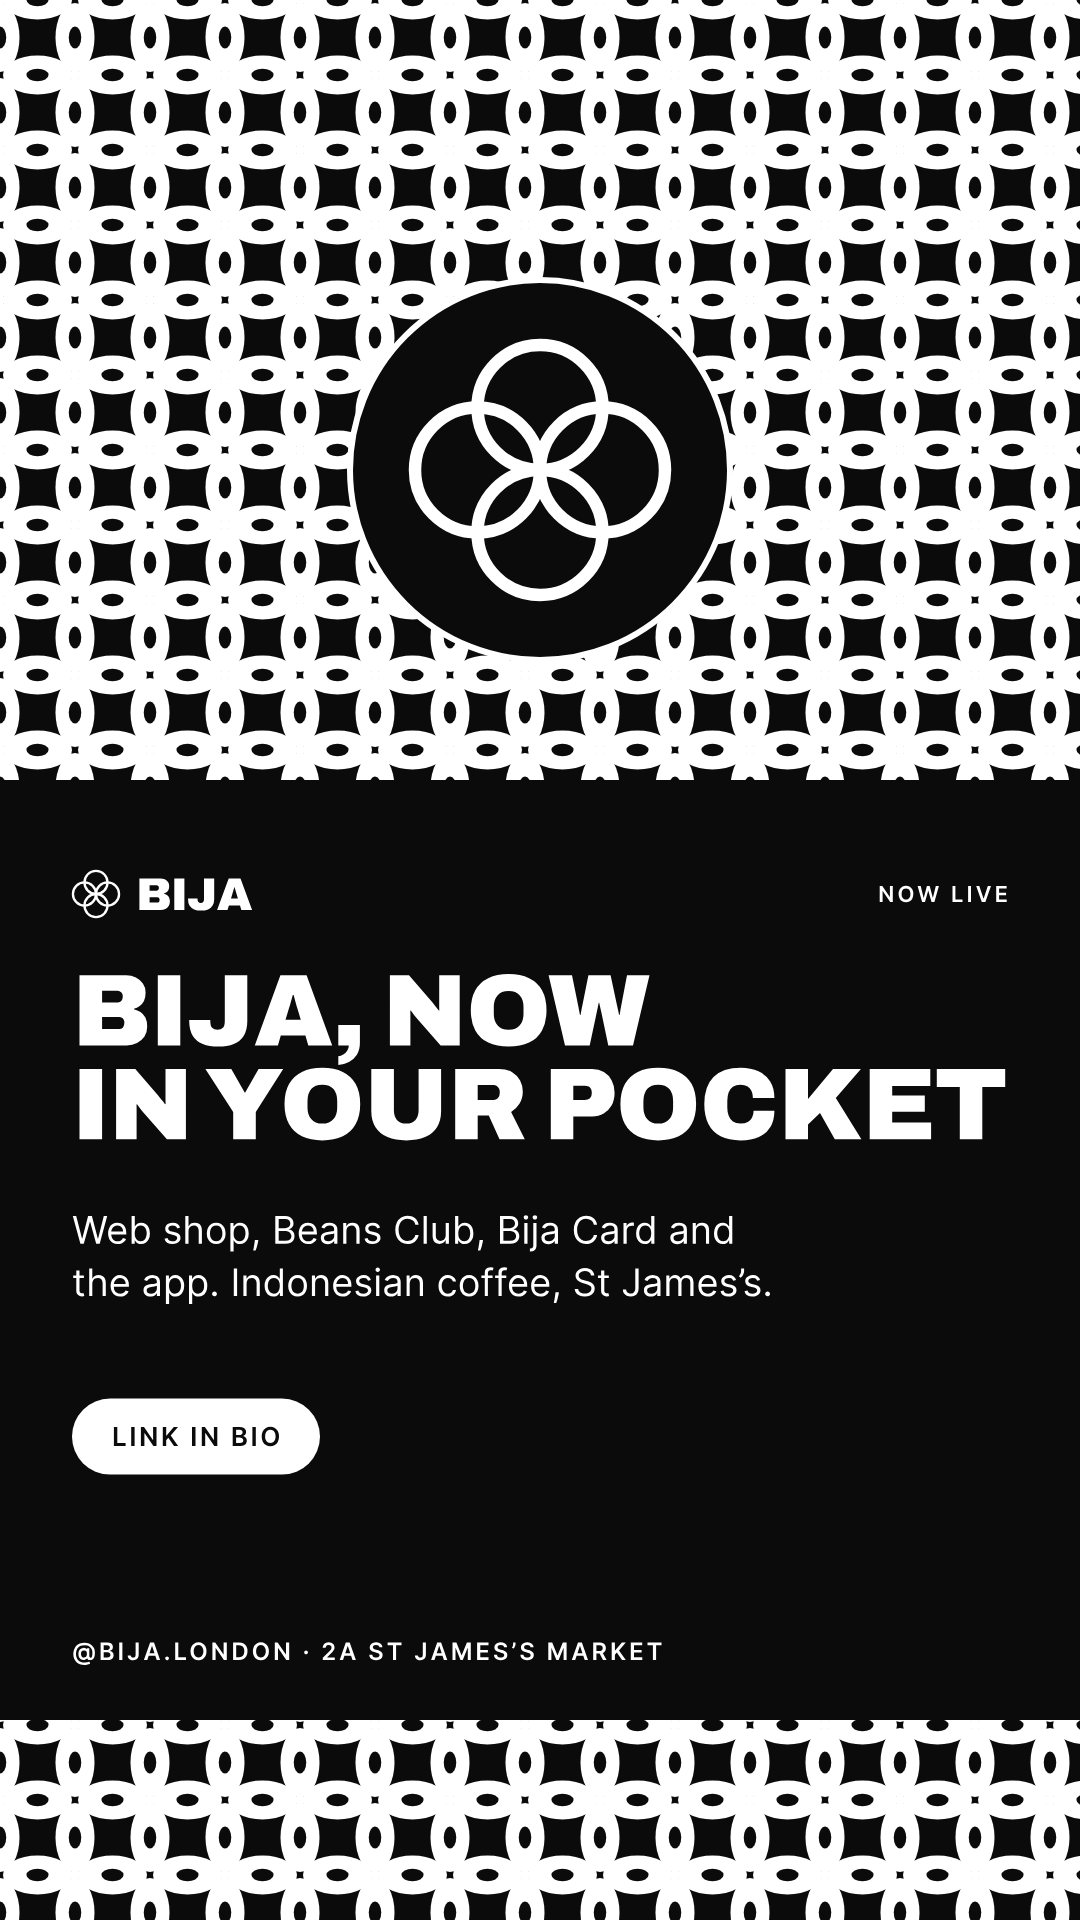 BIJA
NOW LIVE
BIJA, NOW
IN YOUR POCKET
Web shop, Beans Club, Bija Card and
the app. Indonesian coffee, St James’s.
LINK IN BIO
@BIJA.LONDON · 2A ST JAMES’S MARKET